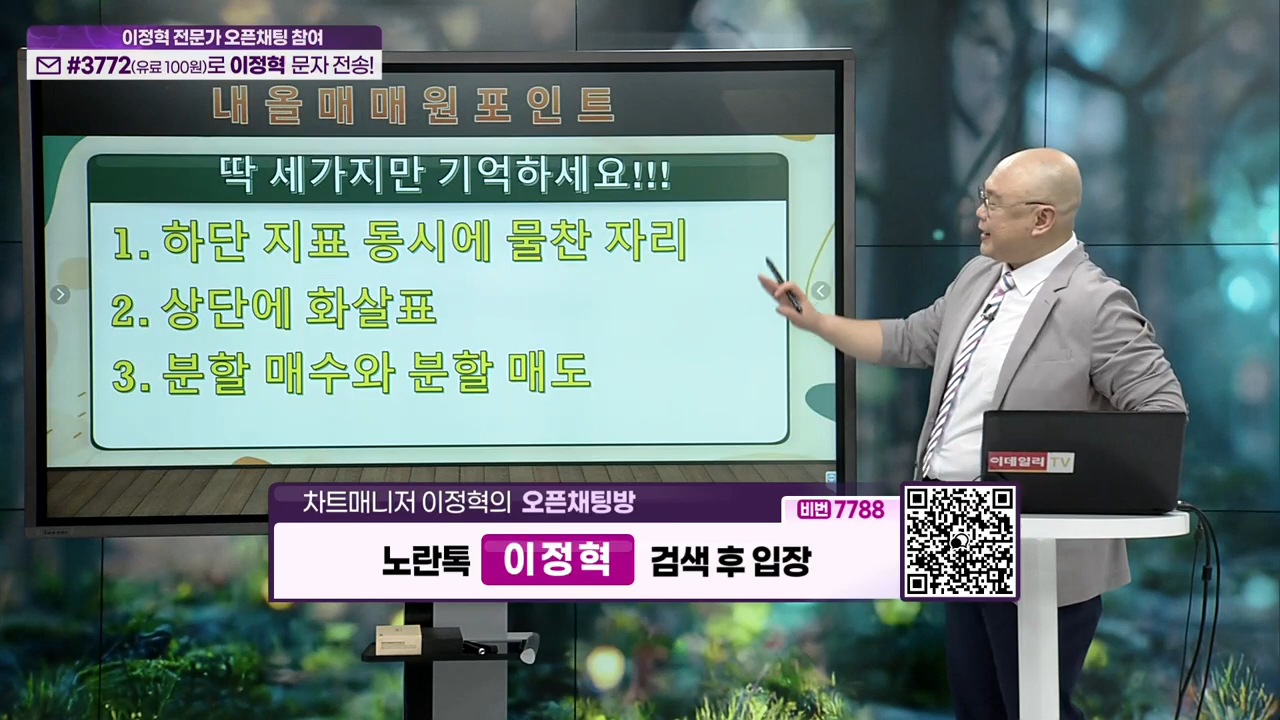 이정혁 전문가 오픈채팅 참여
#3772(유료 100원)로 이정혁 문자 전송!
내올매매원포인트
딱 세가지만 기억하세요!!!
1. 하단 지표 동시에 물찬 자리
2. 상단에 화살표
3. 분할 매수와 분할 매도
이데일리TV
차트매니저 이정혁의 오픈채팅방
비번 7788
노란톡 이정혁 검색 후 입장